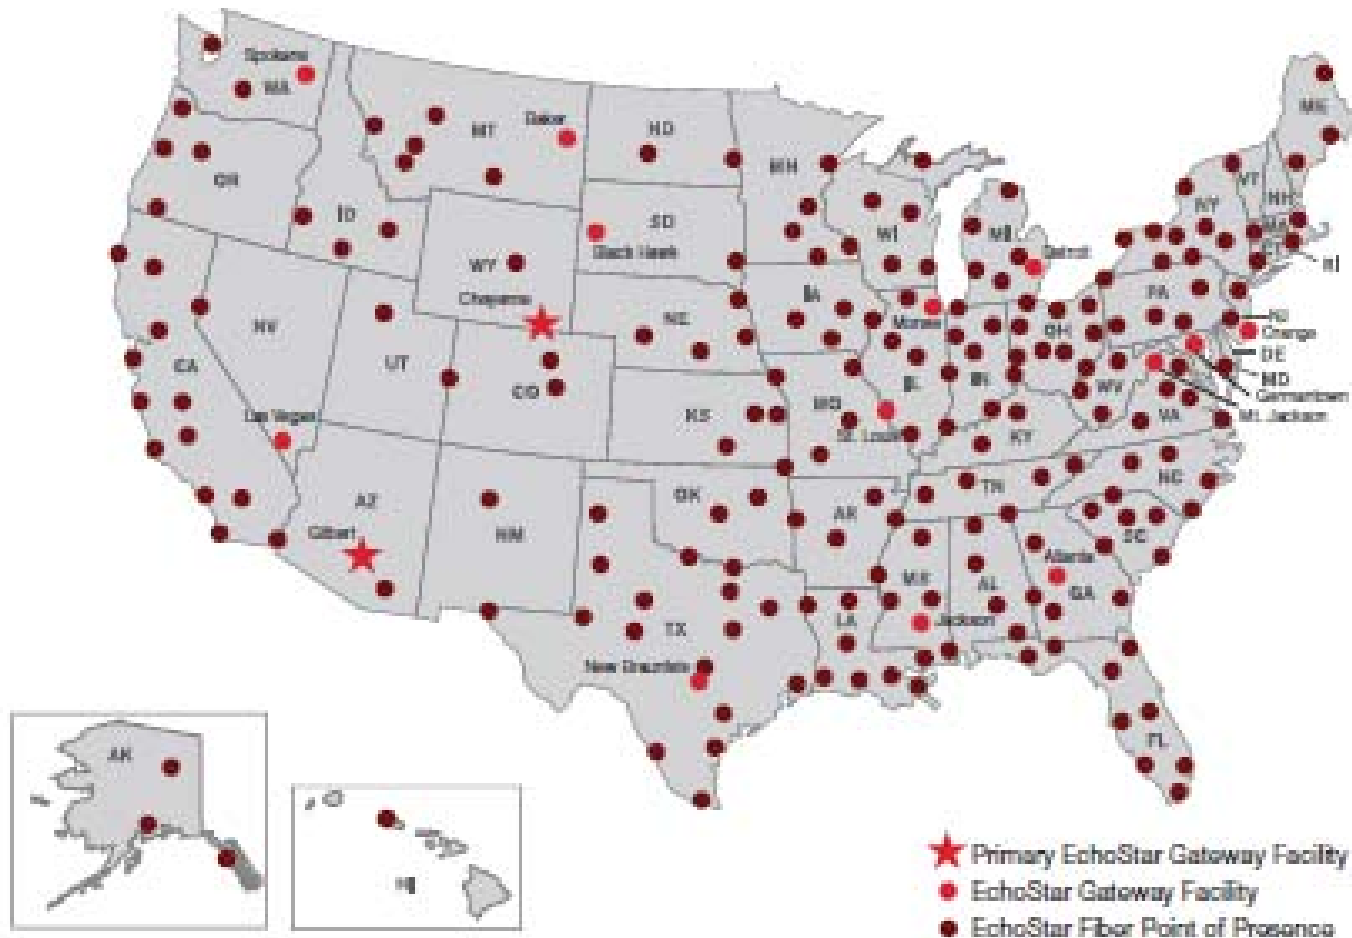 Spokane
WA
ME
MT
Baker
ND
MN
OR
ID
VT
NH
NY
MA
CT
RI
SD
Black Hawk
WI
MI
Detroit
WY
Cheyenne
IA
Monee
PA
NJ
Orange
NE
NV
OH
DE
MD
Germantown
Mt. Jackson
CA
UT
CO
IL
IN
WV
VA
KS
MO
St. Louis
KY
Las Vegas
NC
TN
AZ
OK
AR
SC
Gilbert
NM
Atlanta
MS
AL
GA
Jackson
TX
LA
New Braunfels
FL
AK
HI
Primary EchoStar Gateway Facility
EchoStar Gateway Facility
EchoStar Fiber Point of Presence